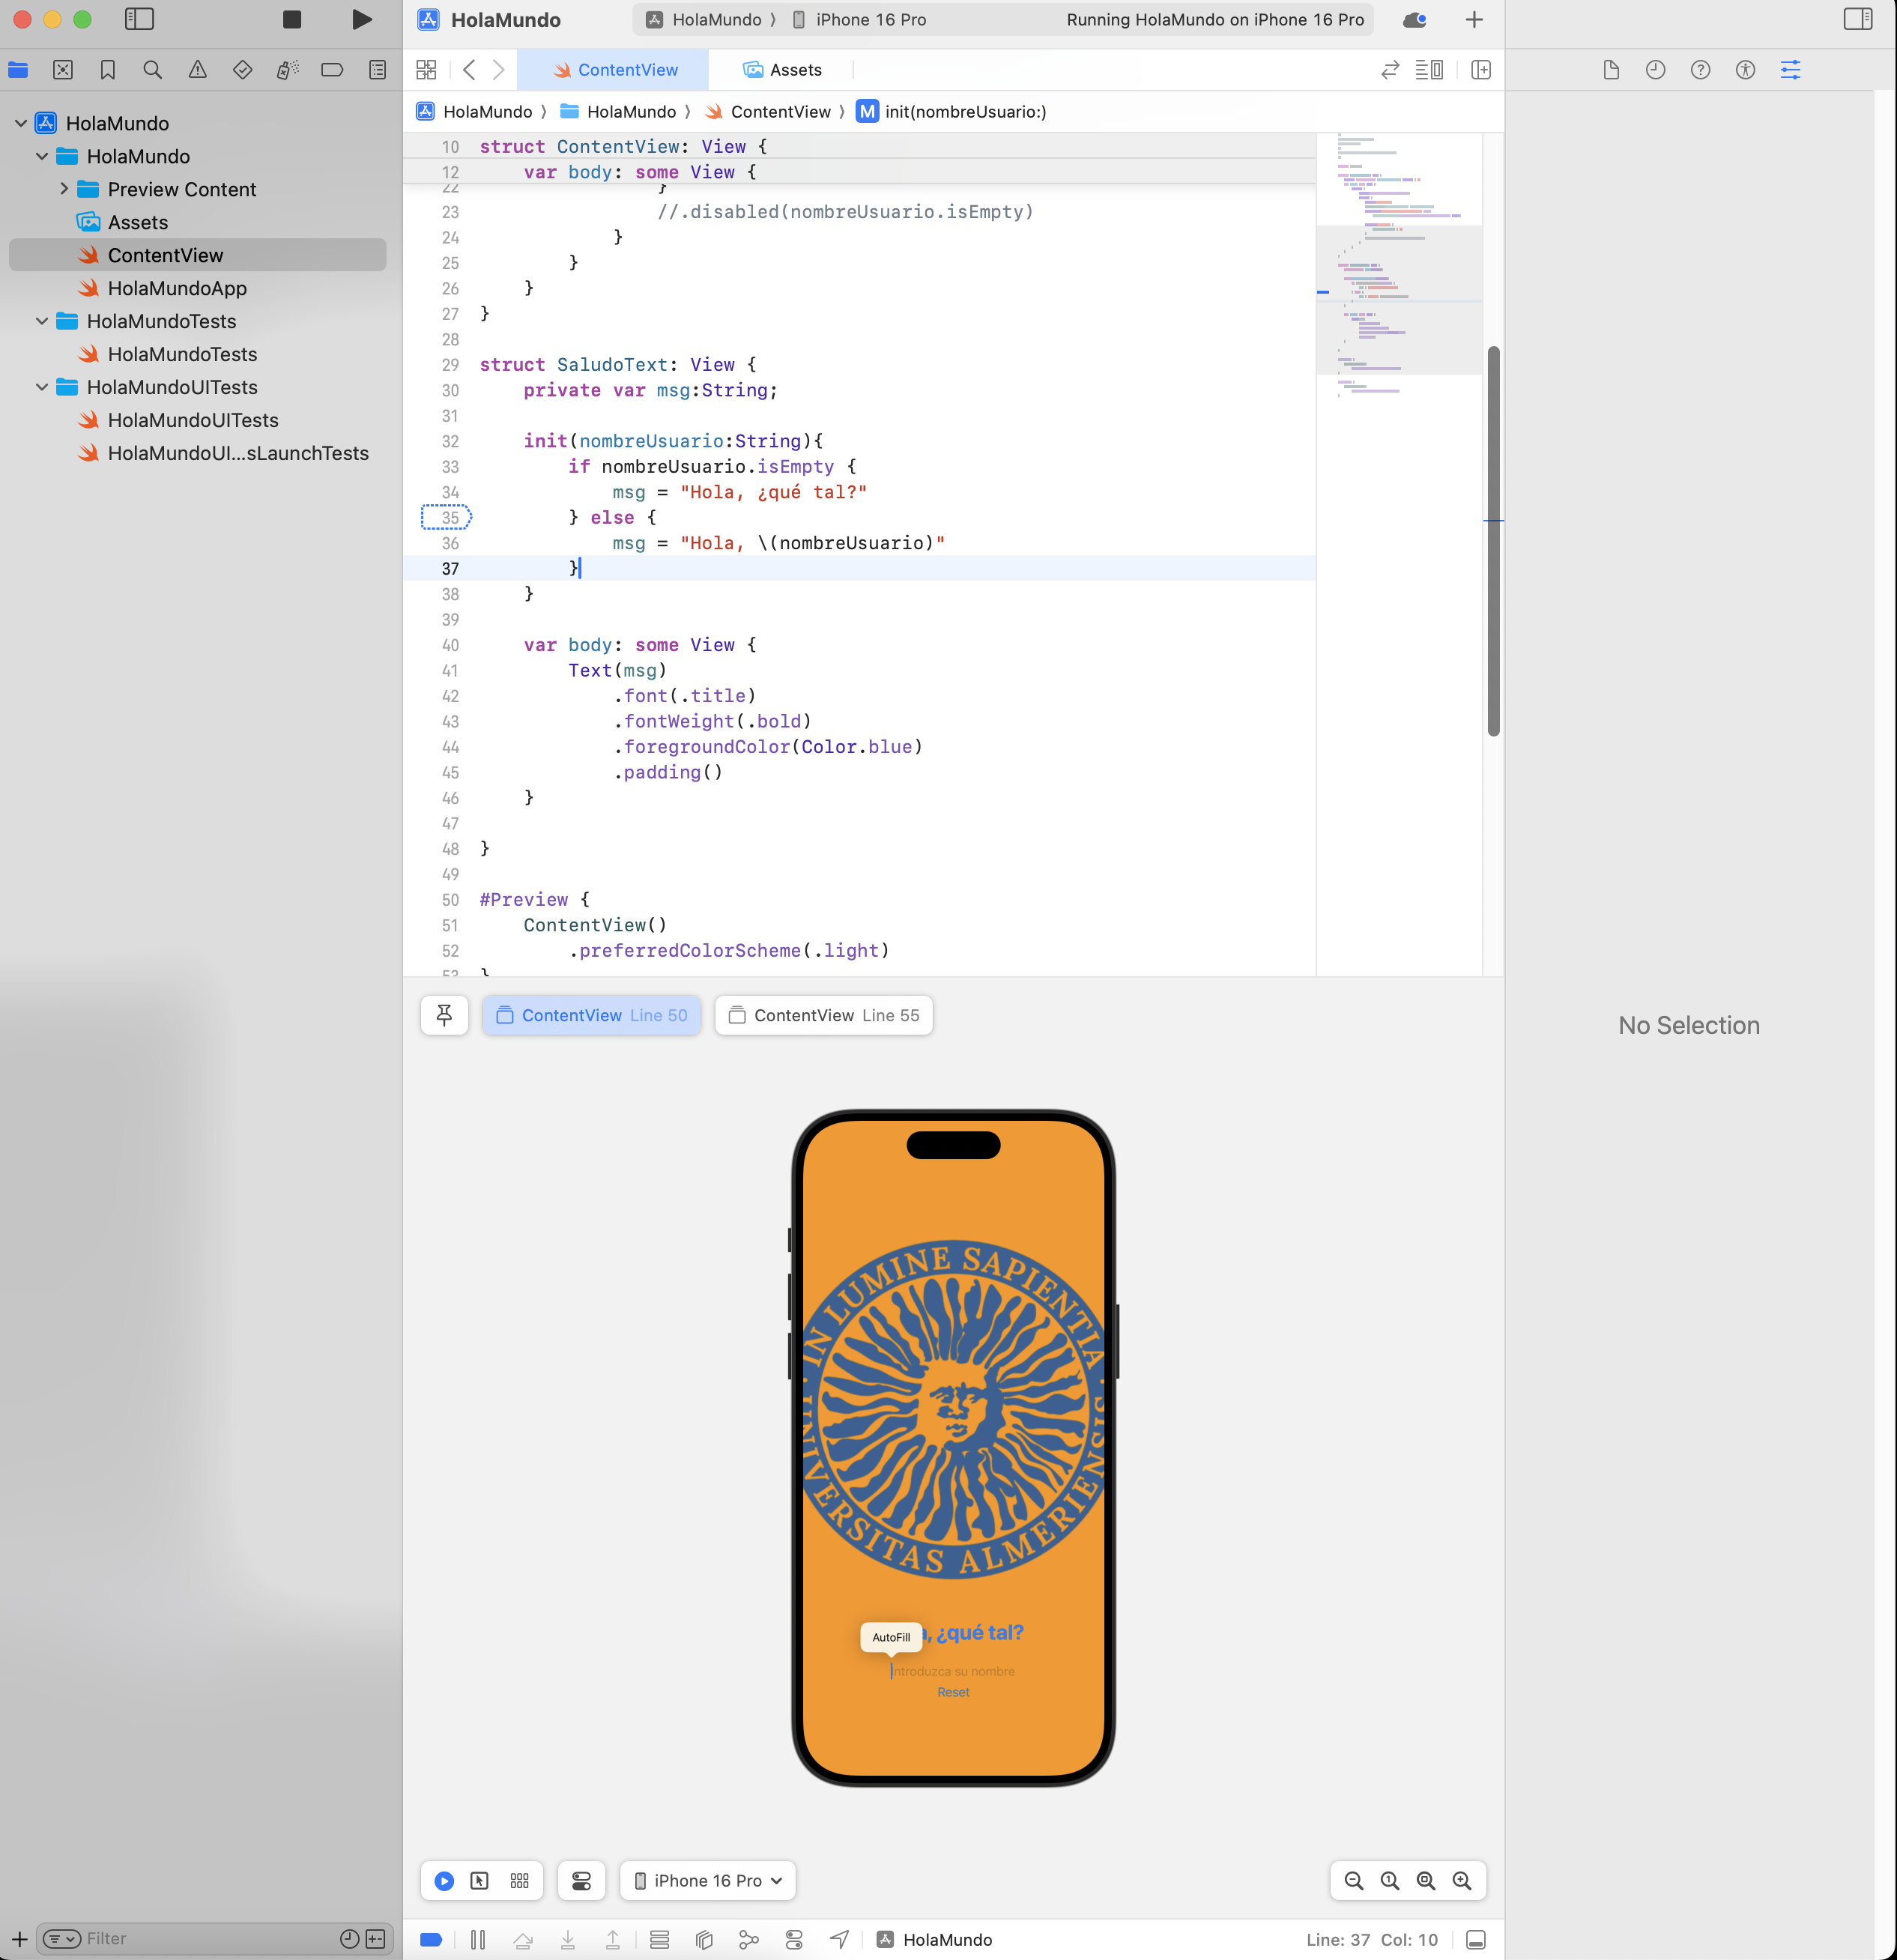 HolaMundo
HolaMundo 〉 iPhone 16 Pro
Running HolaMundo on iPhone 16 Pro
ContentView
Assets
HolaMundo 〉 HolaMundo 〉 ContentView 〉 M init(nombreUsuario:)
HolaMundo
HolaMundo
Preview Content
Assets
ContentView
HolaMundoApp
HolaMundoTests
HolaMundoTests
HolaMundoUITests
HolaMundoUITests
HolaMundoUI...sLaunchTests
Filter
10 struct ContentView: View {
12 var body: some View {
22 }
23 //.disabled(nombreUsuario.isEmpty)
24 }
25 }
26 }
27 }
28
29 struct SaludoText: View {
30 private var msg:String;
31
32 init(nombreUsuario:String){
33 if nombreUsuario.isEmpty {
34 msg = "Hola, ¿qué tal?"
35 } else {
36 msg = "Hola, \(nombreUsuario)"
37 }
38 }
39
40 var body: some View {
41 Text(msg)
42 .font(.title)
43 .fontWeight(.bold)
44 .foregroundColor(Color.blue)
45 .padding()
46 }
47
48 }
49
50 #Preview {
51 ContentView()
52 .preferredColorScheme(.light)
53 }
ContentView Line 50
ContentView Line 55
No Selection
IN LUMINE SAPIENTIA
VERSITAS ALMERIEN
AutoFill
, ¿qué tal?
Introduzca su nombre
Reset
iPhone 16 Pro
HolaMundo
Line: 37 Col: 10